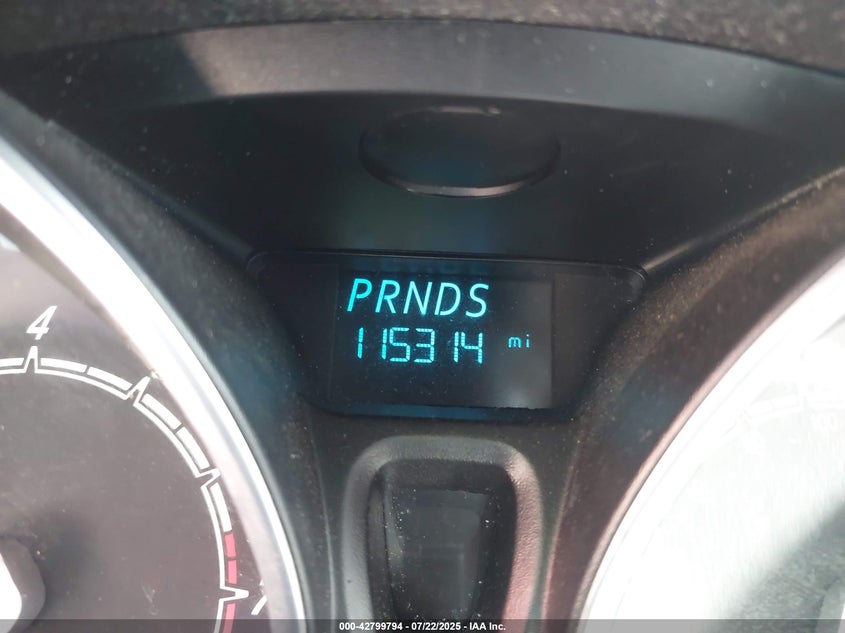 PRNDS
115314 mi
4
000-42799794 | 07/22/2025 - IAA Inc.